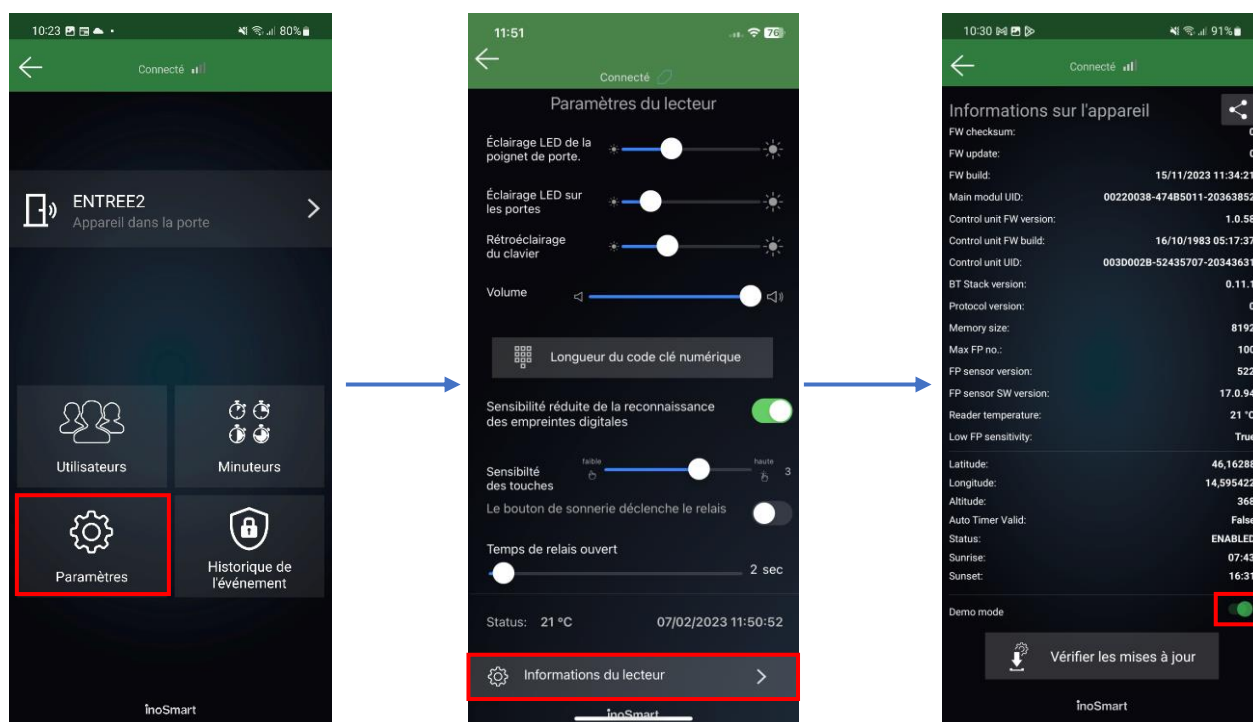 10:23
80%
Connecté
ENTREE2
Appareil dans la porte
Utilisateurs
Minuteurs
Paramètres
Historique de
l'événement
inoSmart
11:51
76
Connecté
Paramètres du lecteur
Éclairage LED de la
poignet de porte.
Éclairage LED sur
les portes
Rétroéclairage
du clavier
Volume
Longueur du code clé numérique
Sensibilité réduite de la reconnaissance
des empreintes digitales
Sensibilté
des touches
faible
haute
3
Le bouton de sonnerie déclenche le relais
Temps de relais ouvert
2 sec
Status: 21 °C 07/02/2023 11:50:52
Informations du lecteur
inoSmart
10:30
91%
Connecté
Informations sur l'appareil
FW checksum: 0
FW update: 0
FW build: 15/11/2023 11:34:21
Main modul UID: 00220038-474B5011-20363852
Control unit FW version: 1.0.58
Control unit FW build: 16/10/1983 05:17:37
Control unit UID: 003D002B-52435707-20343631
BT Stack version: 0.11.1
Protocol version: 0
Memory size: 8192
Max FP no.: 100
FP sensor version: 522
FP sensor SW version: 17.0.94
Reader temperature: 21 °C
Low FP sensitivity: True
Latitude: 46,16288
Longitude: 14,595422
Altitude: 368
Auto Timer Valid: False
Status: ENABLED
Sunrise: 07:43
Sunset: 16:31
Demo mode
Vérifier les mises à jour
inoSmart